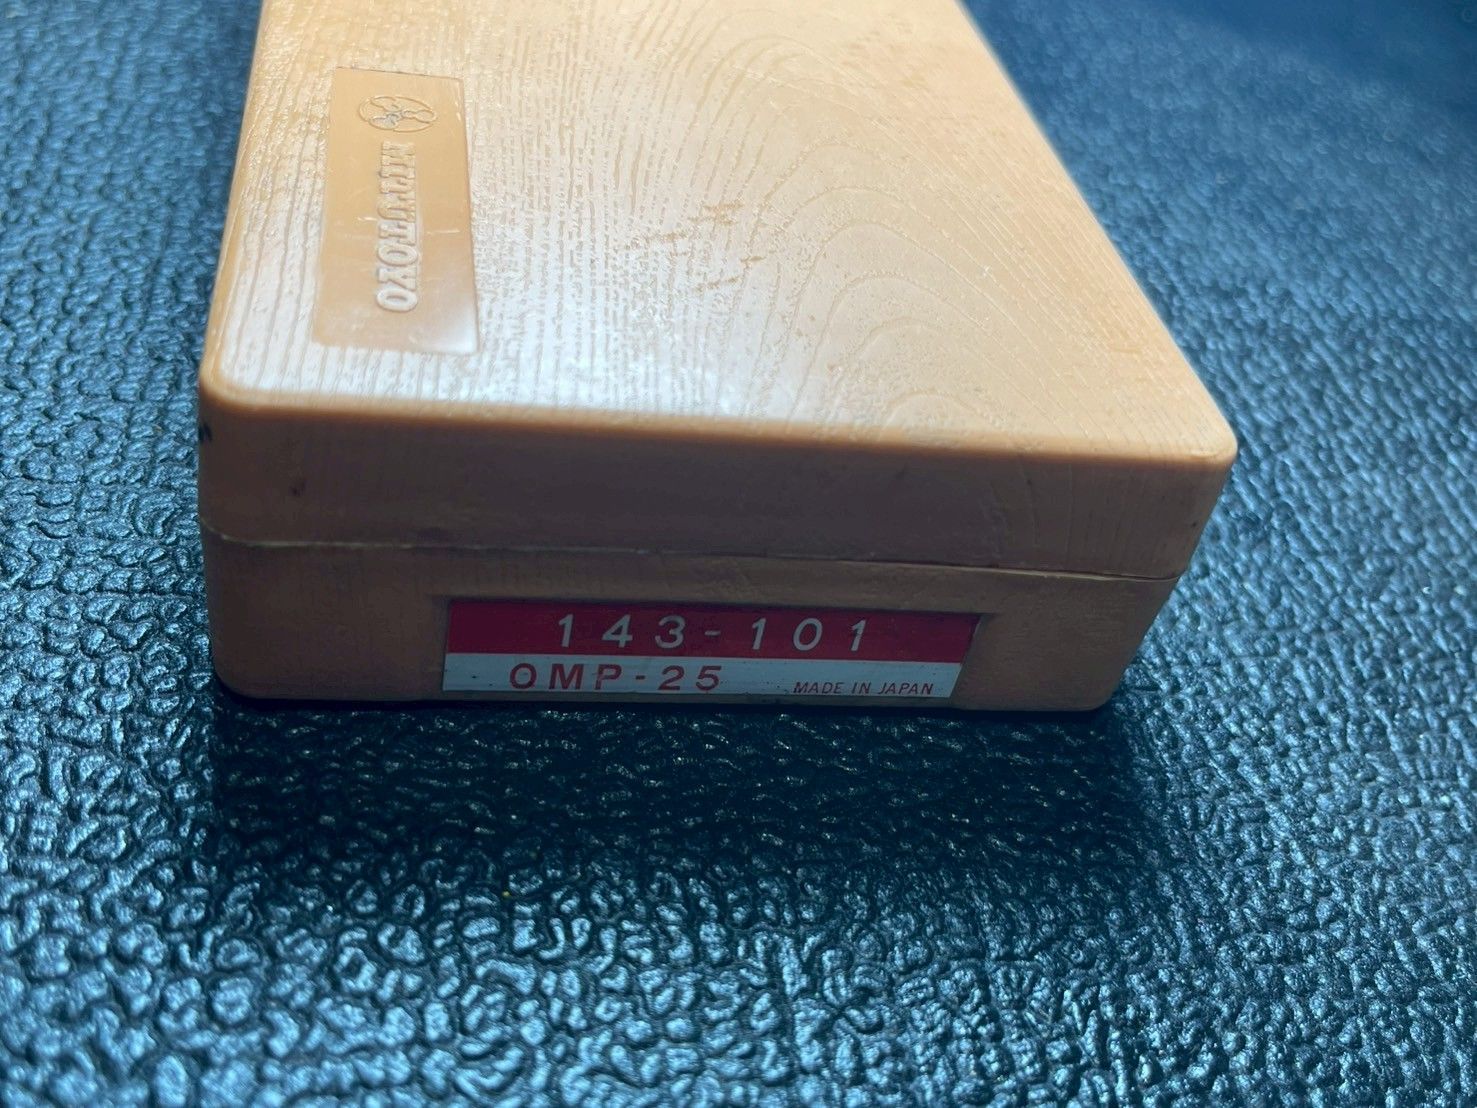 MITUTOYO
143-101
OMP-25 MADE IN JAPAN